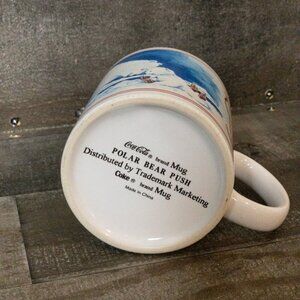 Coca-Cola® brand Mug
POLAR BEAR PUSH
Distributed by Trademark Marketing
Coke® brand Mug
Made in China